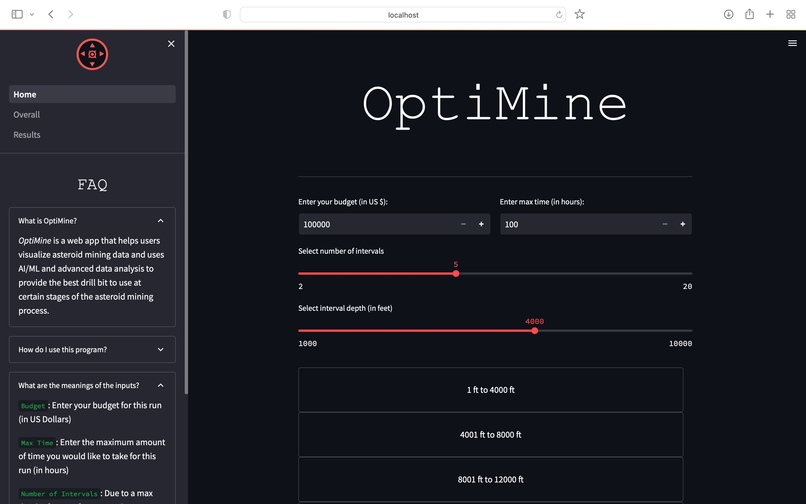 localhost
Home
Overall
Results
FAQ
What is OptiMine?
OptiMine is a web app that helps users
visualize asteroid mining data and uses
AI/ML and advanced data analysis to
provide the best drill bit to use at
certain stages of the asteroid mining
process.
How do I use this program?
What are the meanings of the inputs?
Budget : Enter your budget for this run
(in US Dollars)
Max Time : Enter the maximum amount
of time you would like to take for this
run (in hours)
Number of Intervals : Due to a max
OptiMine
Enter your budget (in US $):
100000
Enter max time (in hours):
100
Select number of intervals
5
2
20
Select interval depth (in feet)
4000
1000
10000
1 ft to 4000 ft
4001 ft to 8000 ft
8001 ft to 12000 ft